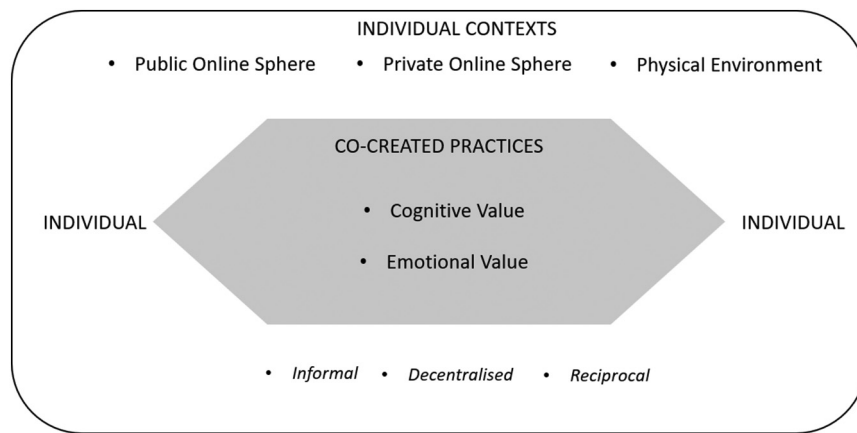 INDIVIDUAL CONTEXTS
• Public Online Sphere • Private Online Sphere • Physical Environment
CO-CREATED PRACTICES
• Cognitive Value
INDIVIDUAL INDIVIDUAL
• Emotional Value
• Informal • Decentralised • Reciprocal